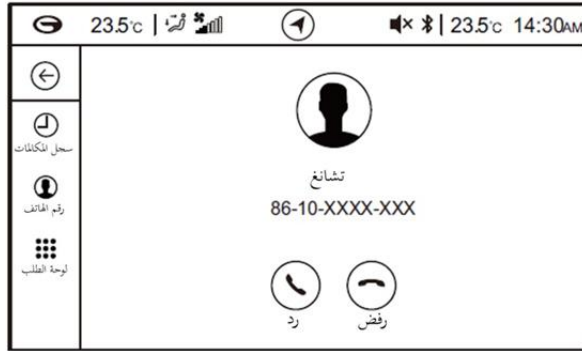 23.5°c 23.5°c 14:30AM
سجل المكالمات
رقم الهاتف
لوحة الطلب
تشانغ
86-10-XXXX-XXX
رد
رفض